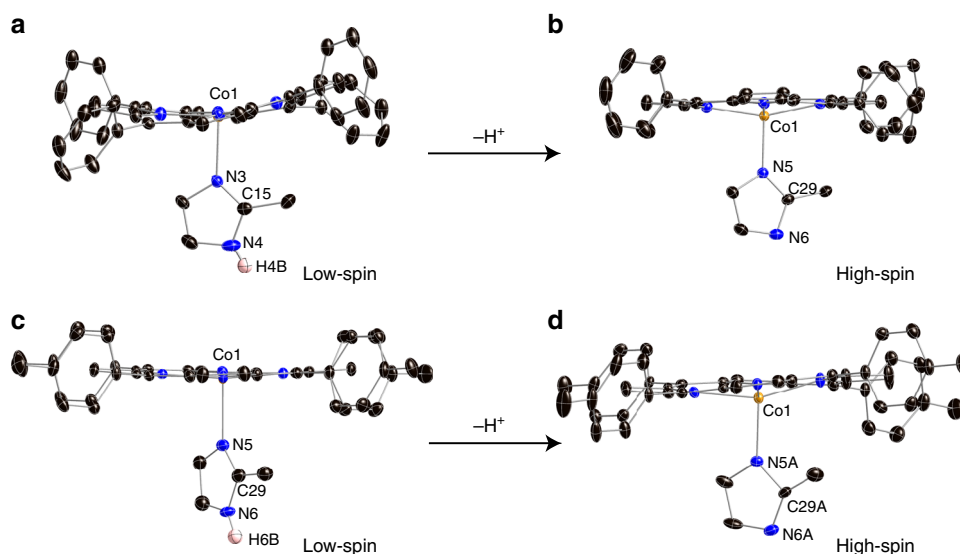 a
b
Co1
–H⁺
Co1
N3
C15
N4
H4B
Low-spin
N5
C29
N6
High-spin
c
d
Co1
–H⁺
Co1
N5
C29
N6
H6B
Low-spin
N5A
C29A
N6A
High-spin